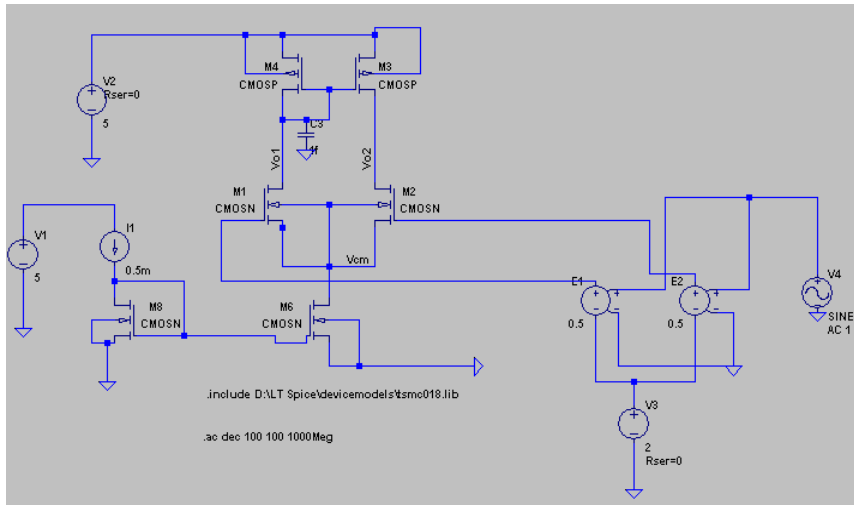 M4
CMOSP
M3
CMOSP
V2
Rser=0
5
C3
Vo1
Vo2
M1
CMOSN
M2
CMOSN
V1
5
I1
0.5m
Vcm
M8
CMOSN
M6
CMOSN
E1
0.5
E2
0.5
V4
SINE
AC 1
V3
2
Rser=0
.include D:\LT Spice\devicemodels\tsmc018.lib
.ac dec 100 100 1000Meg